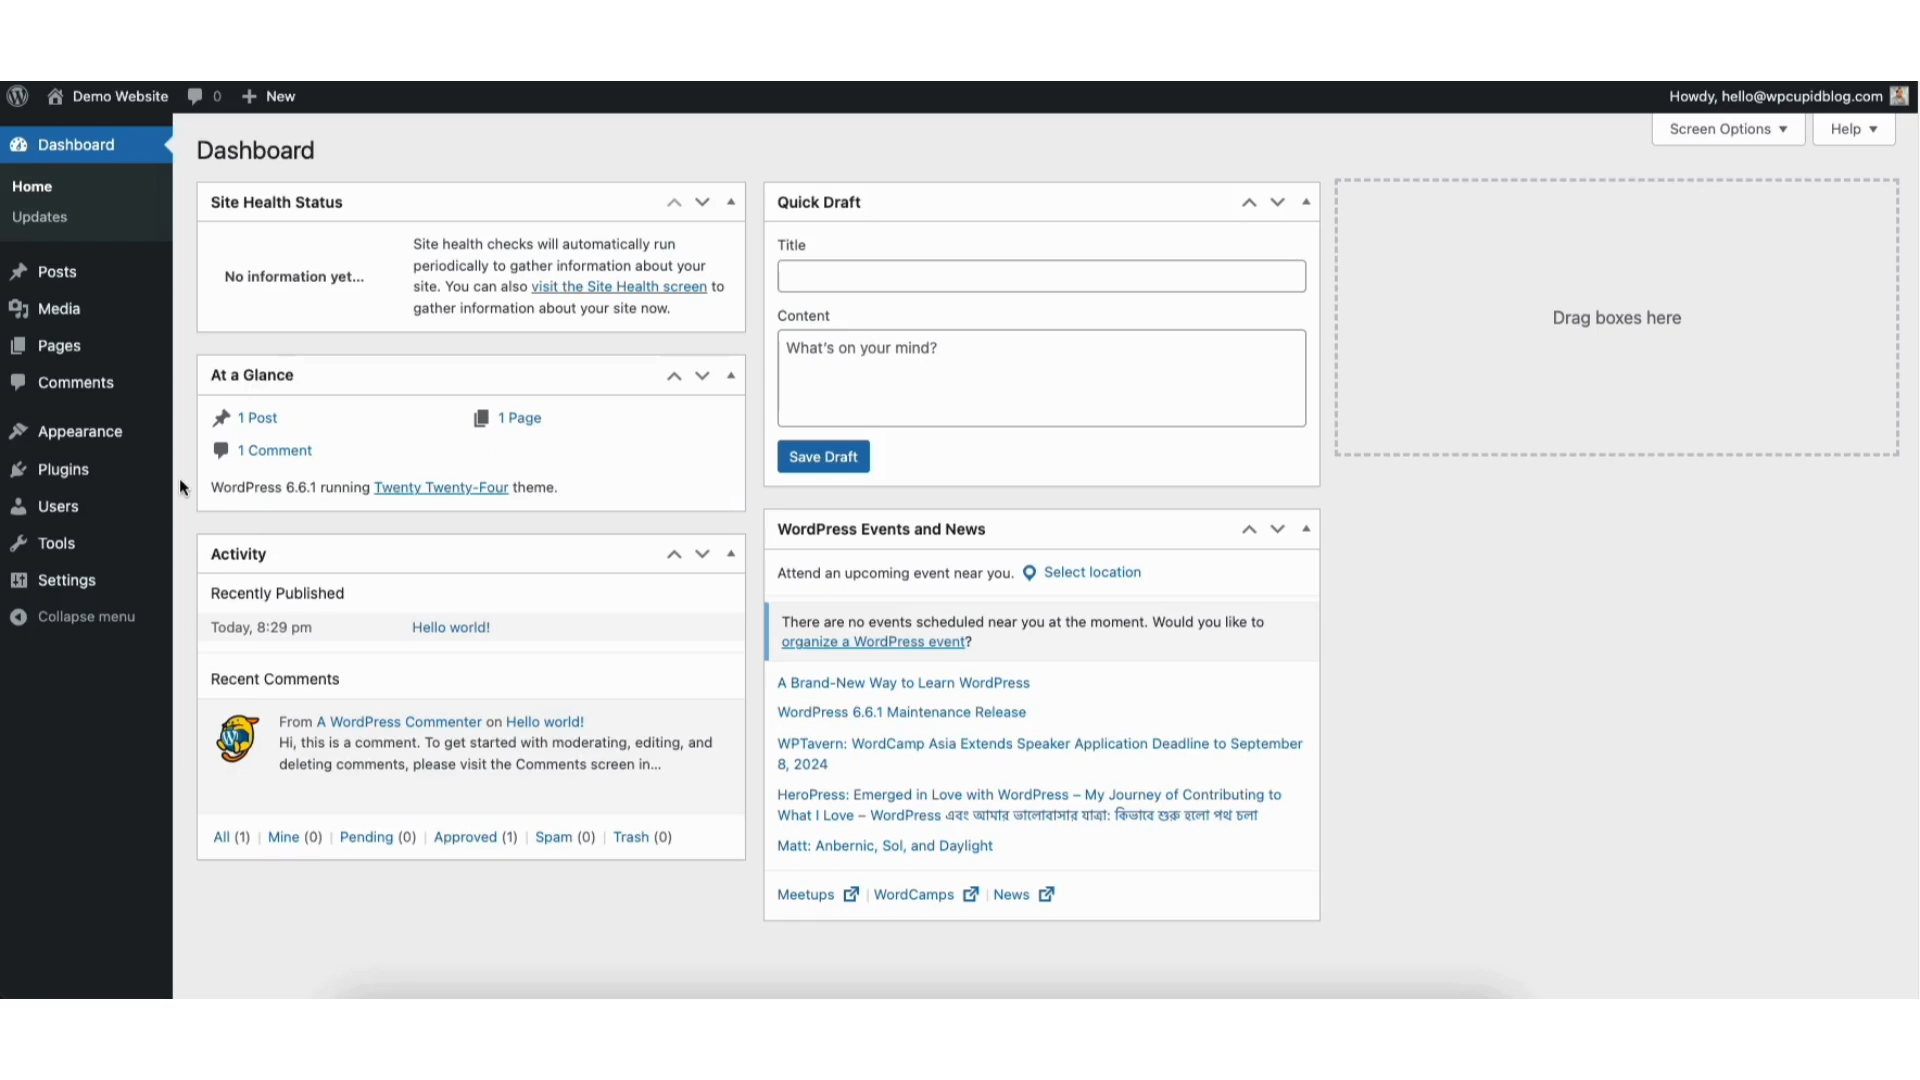 Demo Website 0 New Howdy, hello@wpcupidblog.com
Screen Options Help
Dashboard
Home
Updates
Posts
Media
Pages
Comments
Appearance
Plugins
Users
Tools
Settings
Collapse menu
Dashboard
Site Health Status
No information yet...
Site health checks will automatically run
periodically to gather information about your
site. You can also visit the Site Health screen to
gather information about your site now.
At a Glance
1 Post 1 Page
1 Comment
WordPress 6.6.1 running Twenty Twenty-Four theme.
Activity
Recently Published
Today, 8:29 pm Hello world!
Recent Comments
From A WordPress Commenter on Hello world!
Hi, this is a comment. To get started with moderating, editing, and
deleting comments, please visit the Comments screen in...
All (1) | Mine (0) | Pending (0) | Approved (1) | Spam (0) | Trash (0)
Quick Draft
Title
Content
What's on your mind?
Save Draft
WordPress Events and News
Attend an upcoming event near you. Select location
There are no events scheduled near you at the moment. Would you like to
organize a WordPress event?
A Brand-New Way to Learn WordPress
WordPress 6.6.1 Maintenance Release
WPTavern: WordCamp Asia Extends Speaker Application Deadline to September
8, 2024
HeroPress: Emerged in Love with WordPress – My Journey of Contributing to
What I Love – WordPress এবং আমার ভালোবাসার যাত্রা: কিভাবে শুরু হলো পথ চলা
Matt: Anbernic, Sol, and Daylight
Meetups | WordCamps | News
Drag boxes here